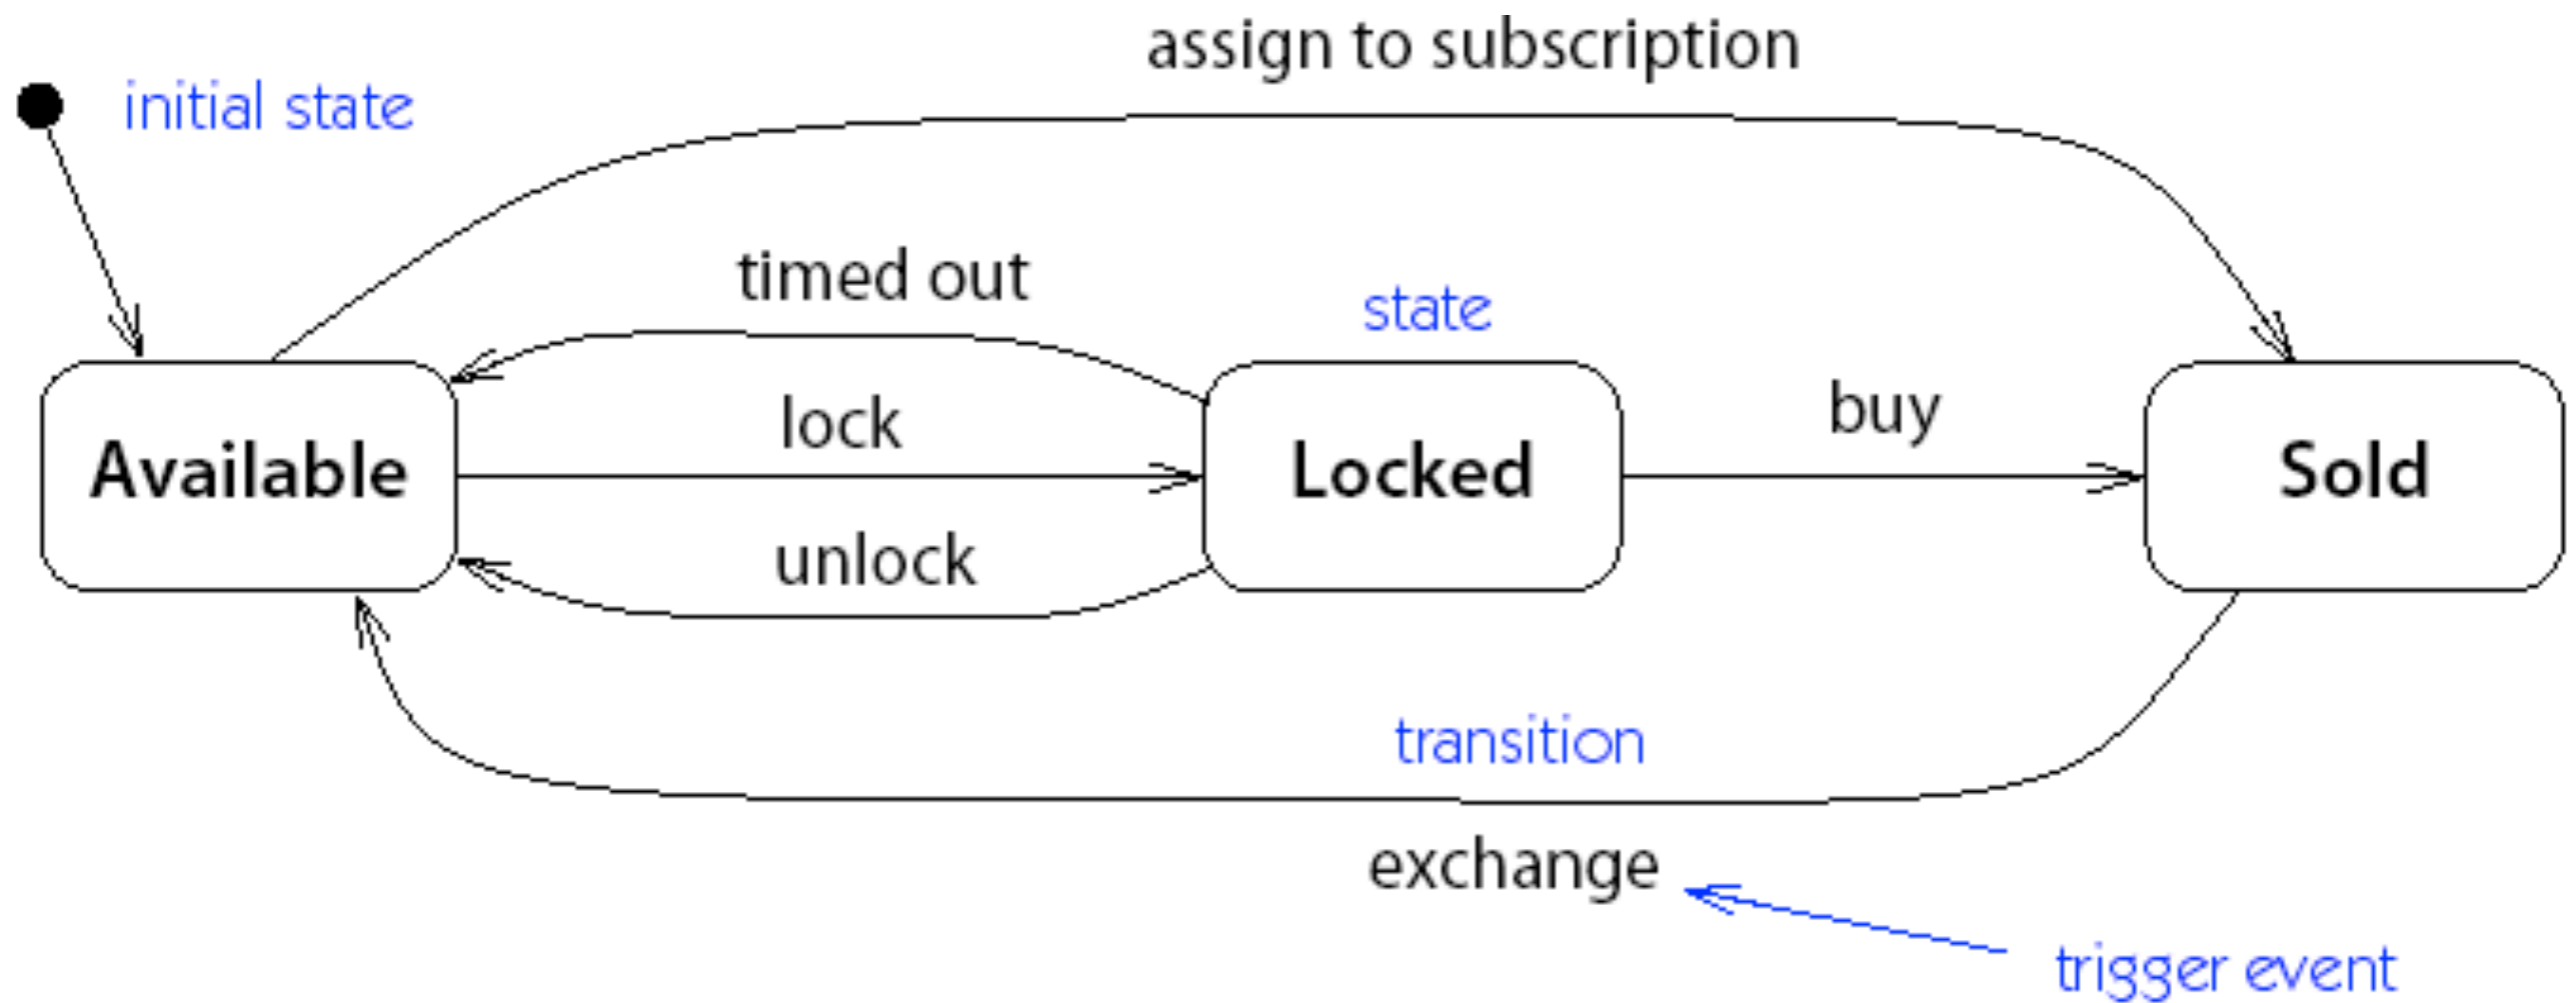 assign to subscription
initial state
timed out
state
lock
buy
Available
Locked
Sold
unlock
transition
exchange
trigger event